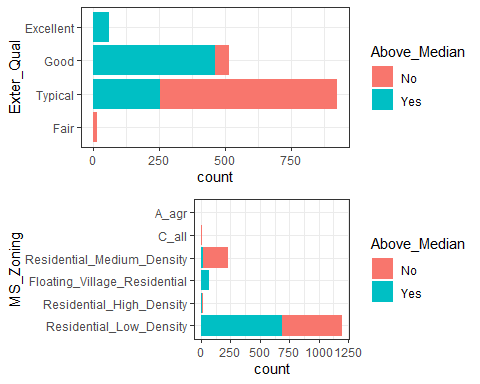 Exter_Qual
Excellent
Good
Typical
Fair
0 250 500 750
count
Above_Median
No
Yes
MS_Zoning
A_agr
C_all
Residential_Medium_Density
Floating_Village_Residential
Residential_High_Density
Residential_Low_Density
0 250 500 750 1000 1250
count
Above_Median
No
Yes